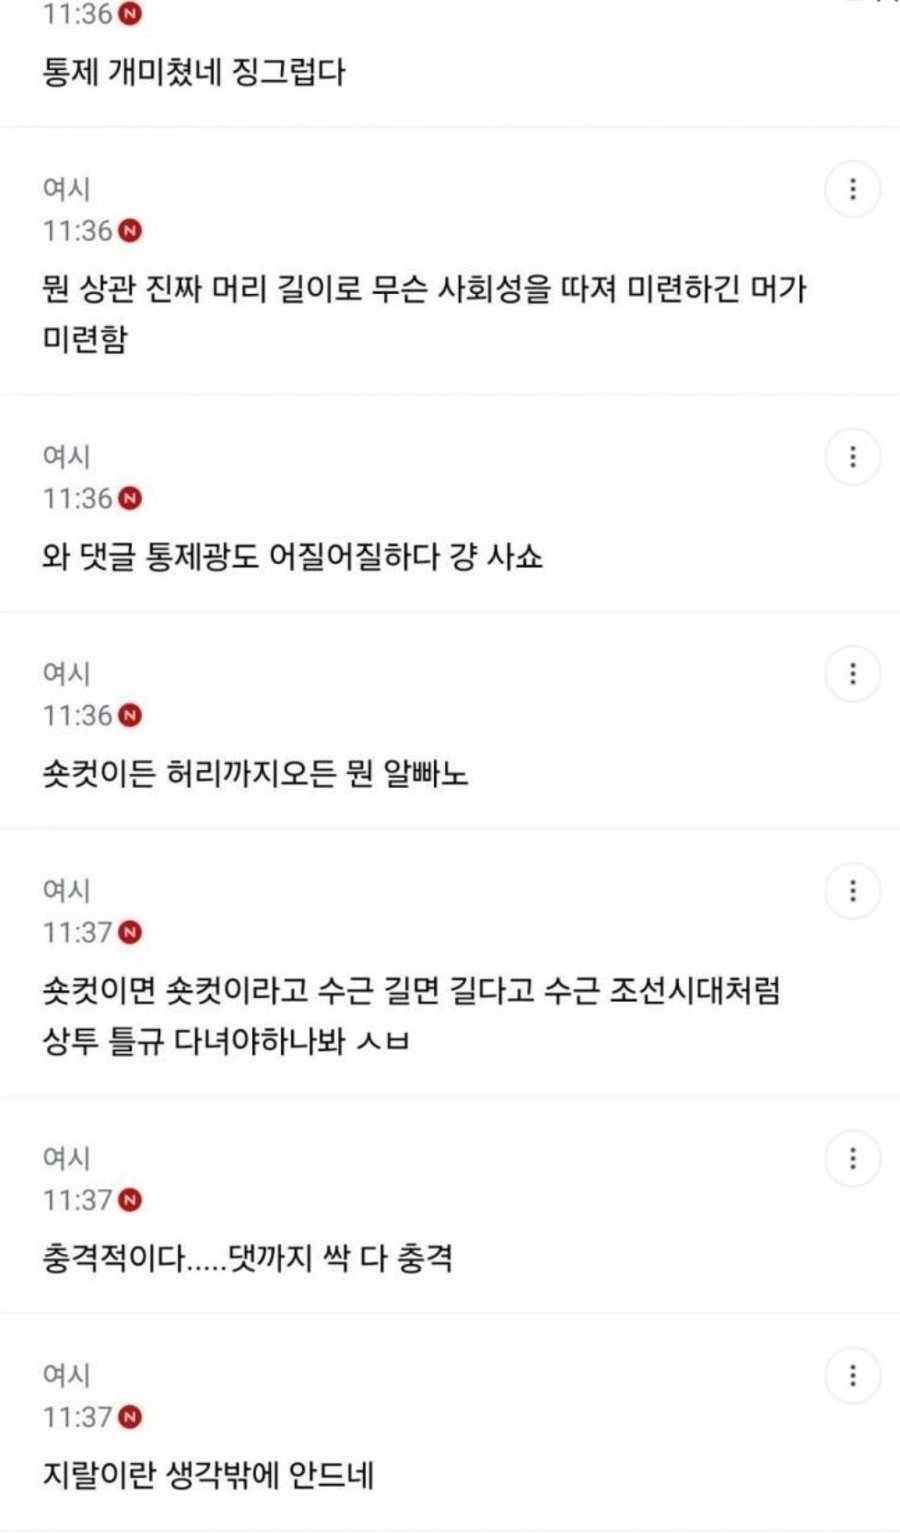 11:36 N
통제 개미쳤네 징그럽다
여시
11:36 N
뭔 상관 진짜 머리 길이로 무슨 사회성을 따져 미련하긴 머가
미련함
여시
11:36 N
와 댓글 통제광도 어질어질하다 걍 사쇼
여시
11:36 N
숏컷이든 허리까지오든 뭔 알빠노
여시
11:37 N
숏컷이면 숏컷이라고 수근 길면 길다고 수근 조선시대처럼
상투 틀규 다녀야하나봐 ㅅㅂ
여시
11:37 N
충격적이다.....댓까지 싹 다 충격
여시
11:37 N
지랄이란 생각밖에 안드네